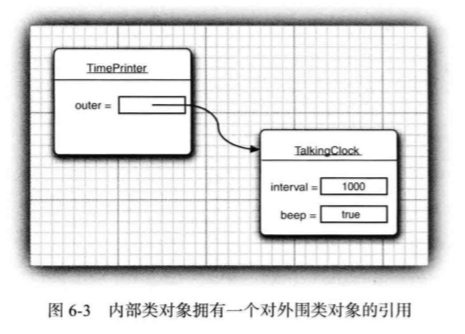 TimePrinter
outer =
TalkingClock
interval = 1000
beep = true
图 6-3 内部类对象拥有一个对外围类对象的引用